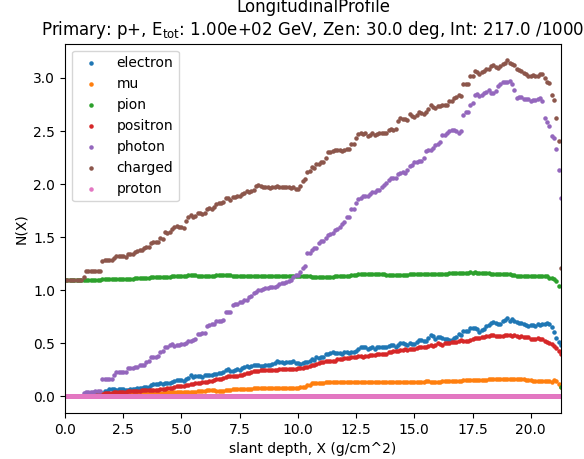 LongitudinalProfile
Primary: p+, E_tot: 1.00e+02 GeV, Zen: 30.0 deg, Int: 217.0 /1000
electron
mu
pion
positron
photon
charged
proton
N(X)
3.0
2.5
2.0
1.5
1.0
0.5
0.0
0.0 2.5 5.0 7.5 10.0 12.5 15.0 17.5 20.0
slant depth, X (g/cm^2)